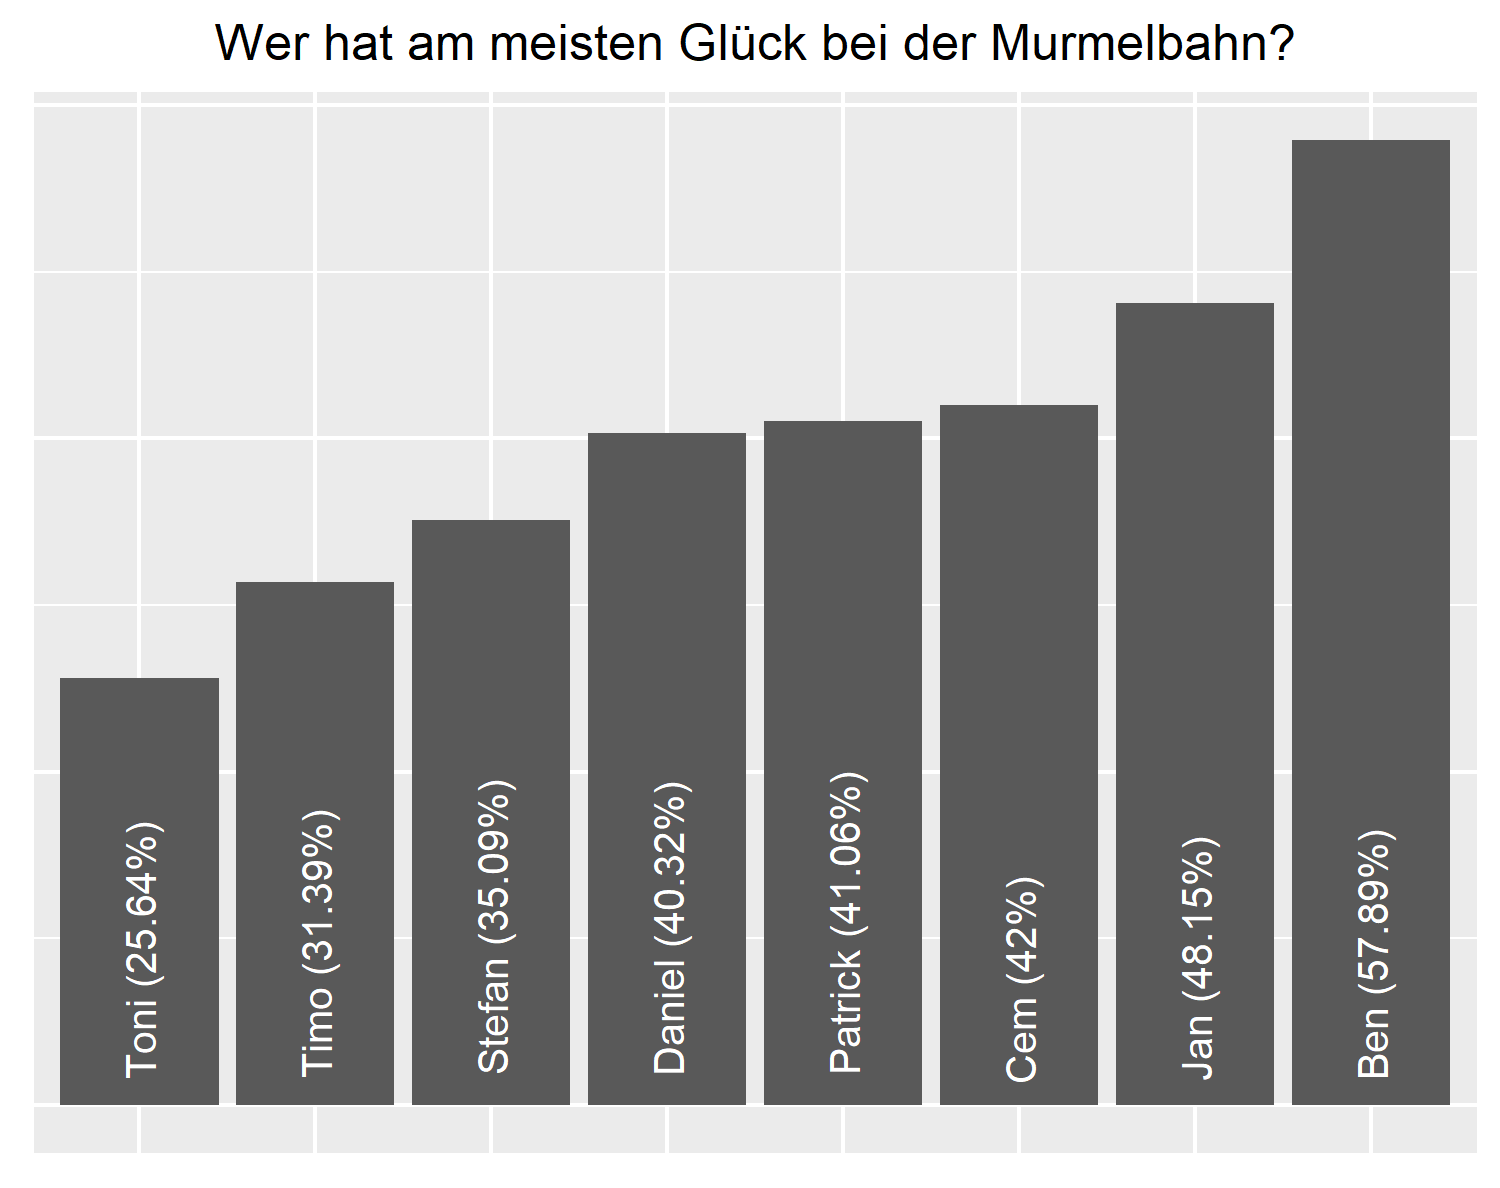 Wer hat am meisten Glück bei der Murmelbahn?
Toni (25.64%)
Timo (31.39%)
Stefan (35.09%)
Daniel (40.32%)
Patrick (41.06%)
Cem (42%)
Jan (48.15%)
Ben (57.89%)